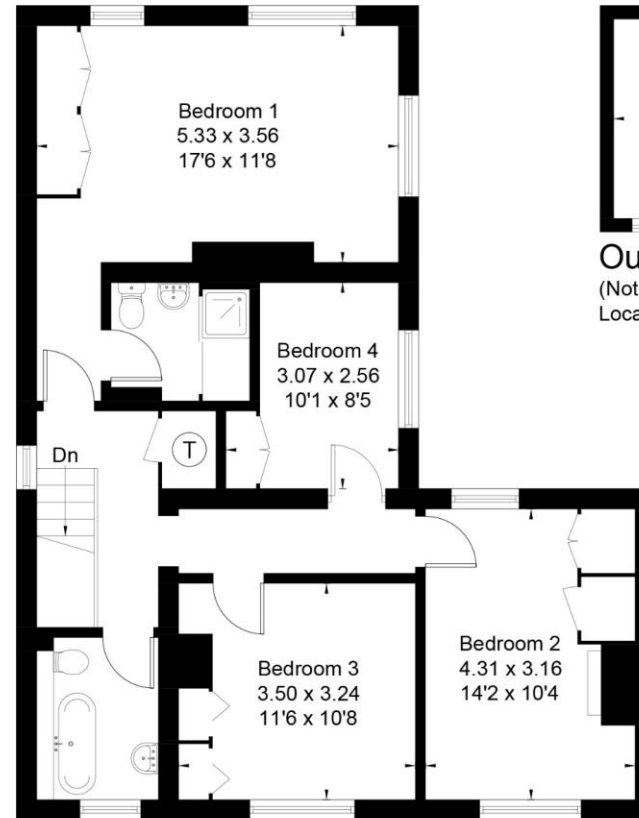 Bedroom 1
5.33 x 3.56
17'6 x 11'8
Ou
(Not
Loca
Bedroom 4
3.07 x 2.56
10'1 x 8'5
T
Dn
Bedroom 3
3.50 x 3.24
11'6 x 10'8
Bedroom 2
4.31 x 3.16
14'2 x 10'4